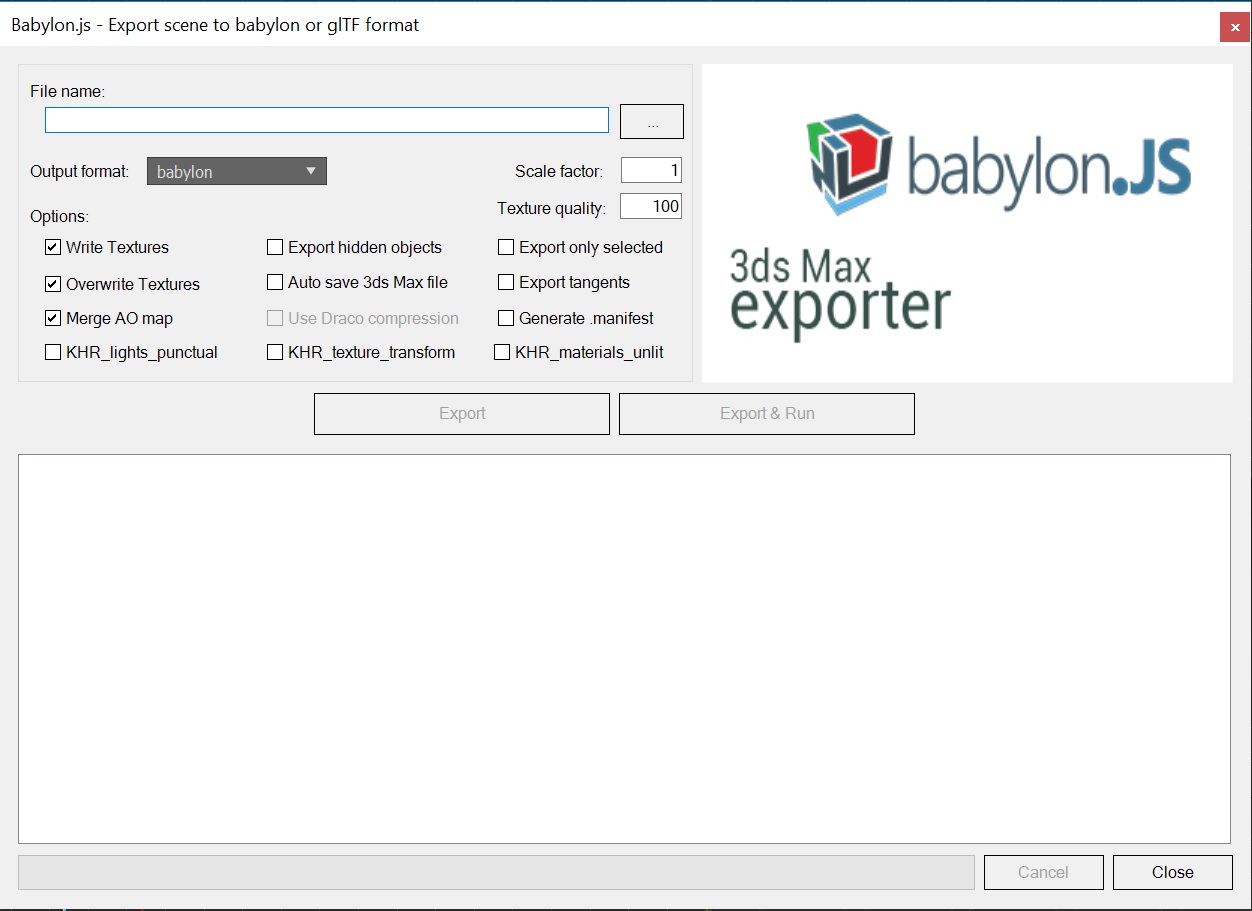 Babylon.js - Export scene to babylon or glTF format
×
File name:
...
Output format: babylon Scale factor: 1
Texture quality: 100
Options:
Write Textures Export hidden objects Export only selected
Overwrite Textures Auto save 3ds Max file Export tangents
Merge AO map Use Draco compression Generate .manifest
KHR_lights_punctual KHR_texture_transform KHR_materials_unlit
babylon.JS
3ds Max
exporter
Export Export & Run
Cancel Close